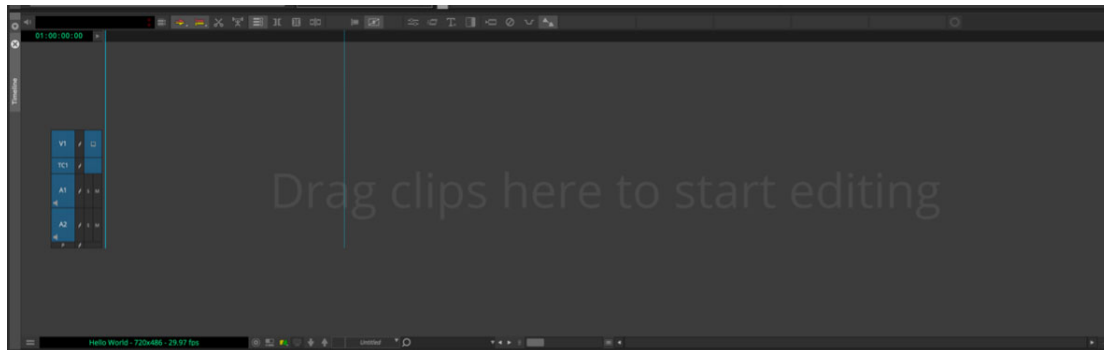 01:00:00:00
Timeline
V1
TC1
A1 S M
A2 S M
F
Drag clips here to start editing
Hello World - 720x486 - 29.97 fps
Untitled